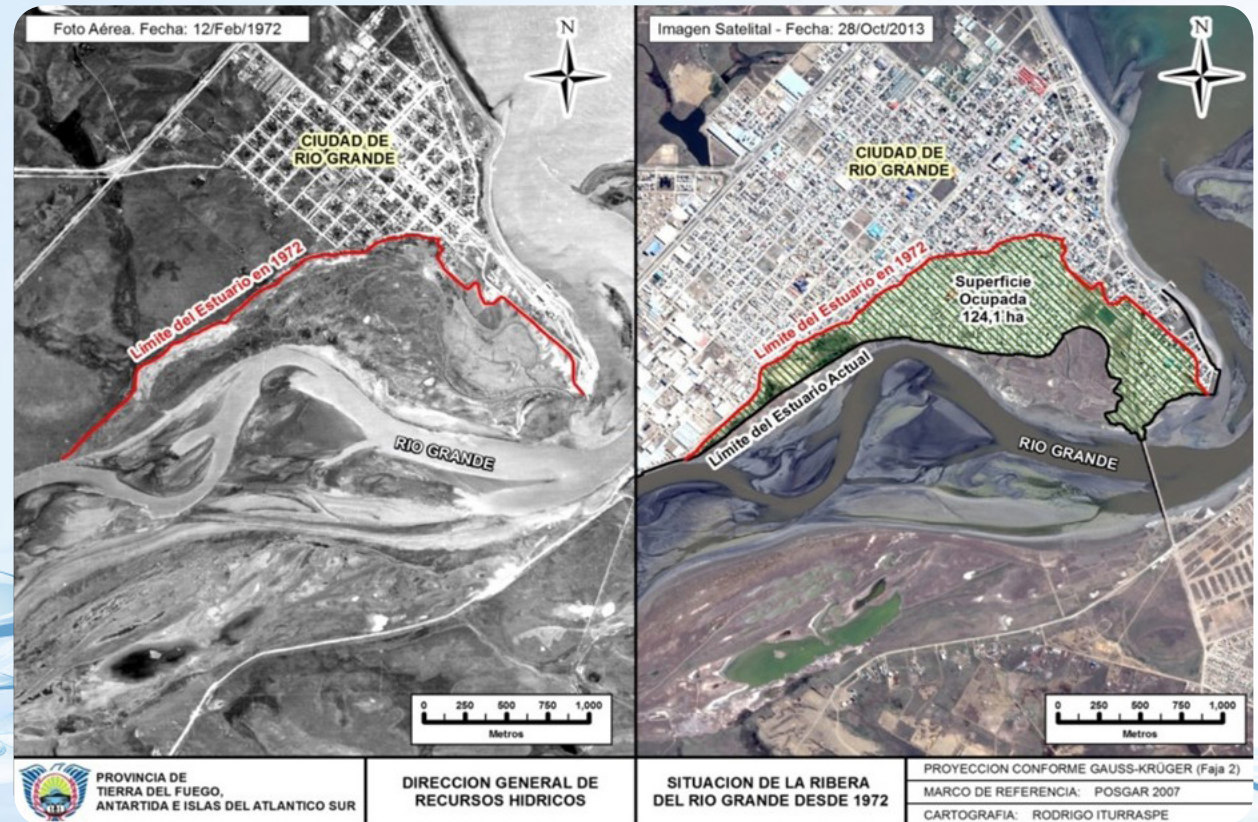 Foto Aérea. Fecha: 12/Feb/1972
N
CIUDAD DE
RIO GRANDE
Límite del Estuario en 1972
RIO GRANDE
0 250 500 750 1,000
Metros
Imagen Satelital - Fecha: 28/Oct/2013
N
CIUDAD DE
RIO GRANDE
Límite del Estuario en 1972
Superficie
Ocupada
124,1 ha
Límite del Estuario Actual
RIO GRANDE
0 250 500 750 1,000
Metros
PROVINCIA DE
TIERRA DEL FUEGO,
ANTARTIDA E ISLAS DEL ATLANTICO SUR
DIRECCION GENERAL DE
RECURSOS HIDRICOS
SITUACION DE LA RIBERA
DEL RIO GRANDE DESDE 1972
PROYECCION CONFORME GAUSS-KRÜGER (Faja 2)
MARCO DE REFERENCIA: POSGAR 2007
CARTOGRAFIA: RODRIGO ITURRASPE